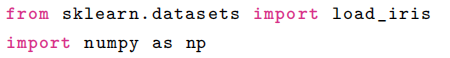 from sklearn.datasets import load_iris
import numpy as np